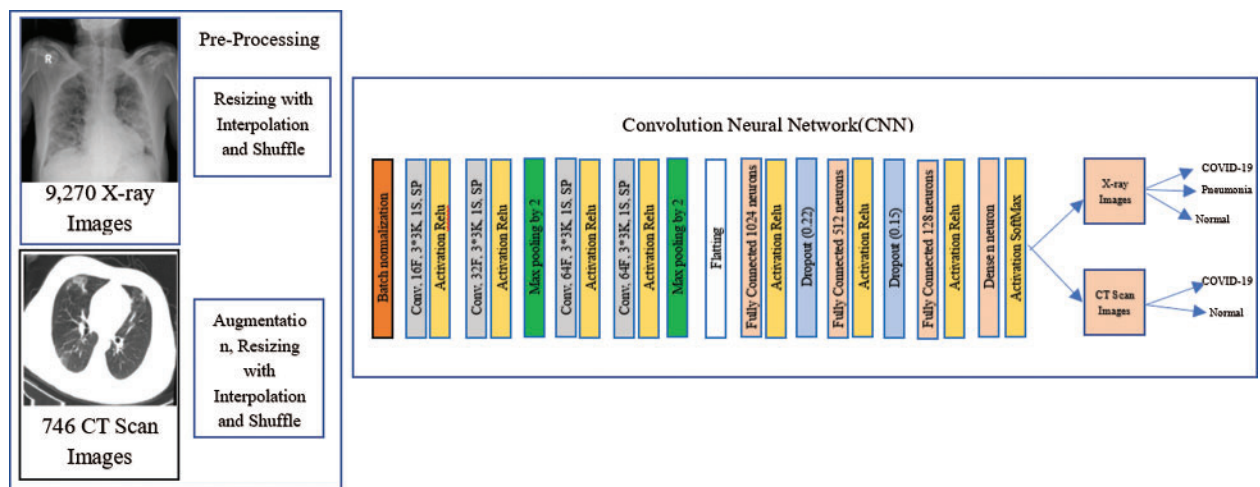 R
9,270 X-ray
Images
746 CT Scan
Images
Pre-Processing
Resizing with
Interpolation
and Shuffle
Augmentatio
n, Resizing
with
Interpolation
and Shuffle
Convolution Neural Network(CNN)
Batch nomalization
Conv, 16F, 3*3K, 1S, SP
Activation Relu
Conv, 32F, 3*3K, 1S, SP
Activation Relu
Max pooling by 2
Conv, 64F, 3*3K, 1S, SP
Activation Relu
Conv, 64F, 3*3K, 1S, SP
Activation Relu
Max pooling by 2
Flatting
Fully Connected 1024 neurons
Activation Relu
Dropout (0.22)
Fully Connected 512 neurons
Activation Relu
Dropout (0.15)
Fully Connected 128 neurons
Activation Relu
Dense n neuron
Activation SoftMax
X-ray
Images
COVID-19
Pneumonia
Normal
CT Scan
Images
COVID-19
Normal